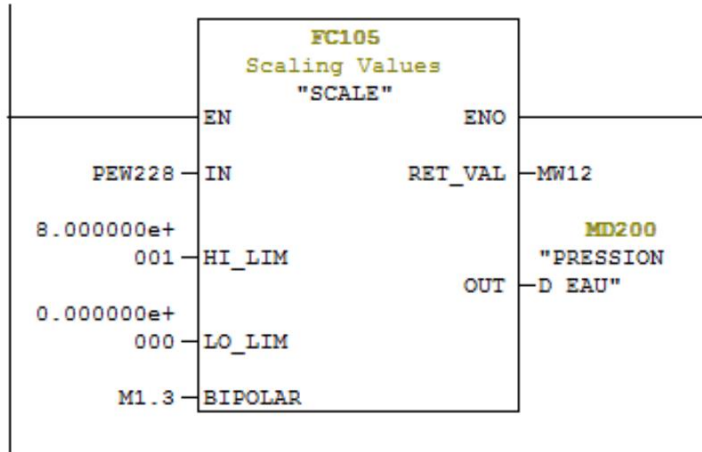 FC105
Scaling Values
"SCALE"
EN ENO
PEW228 IN RET_VAL MW12
8.000000e+ MD200
001 HI_LIM "PRESSION
OUT D EAU"
0.000000e+
000 LO_LIM
M1.3 BIPOLAR